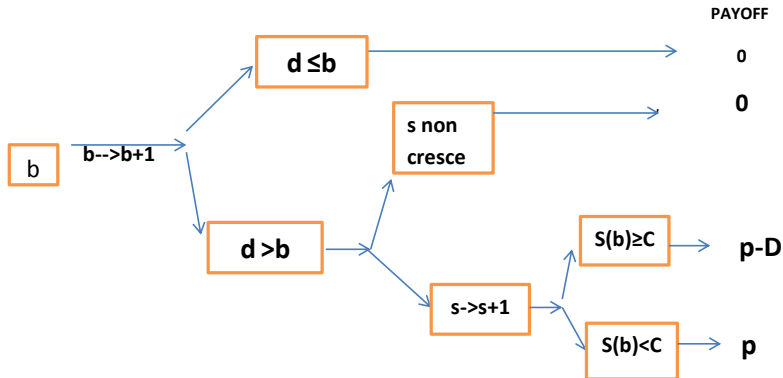 PAYOFF
d ≤b
0
0
s non
cresce
b-->b+1
b
d >b
S(b)≥C
p-D
s->s+1
S(b)<C
p